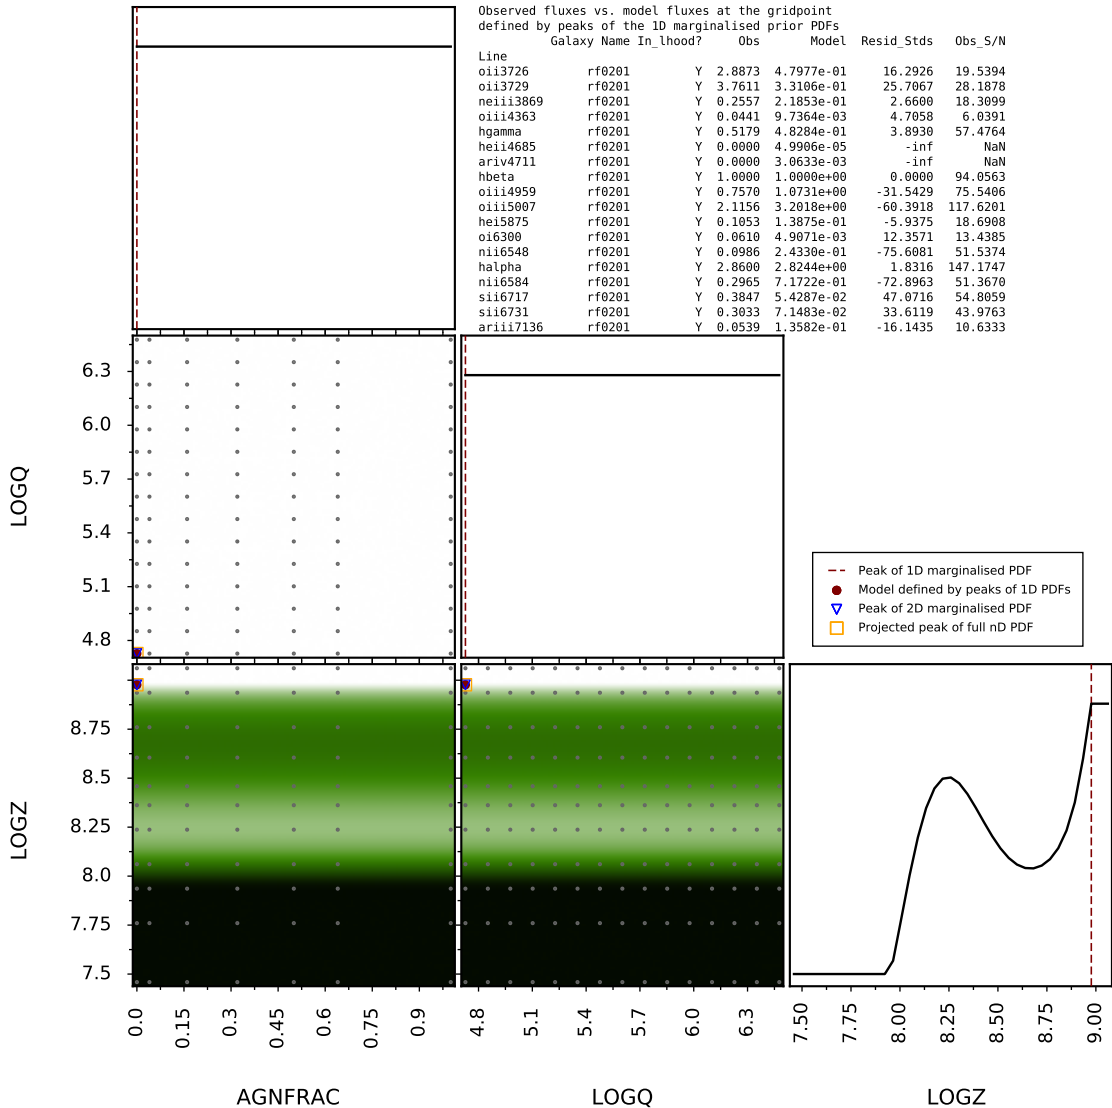 Observed fluxes vs. model fluxes at the gridpoint
defined by peaks of the 1D marginalised prior PDFs
Galaxy Name In_lhood? Obs Model Resid_Stds Obs_S/N
Line
oii3726 rf0201 Y 2.8873 4.7977e-01 16.2926 19.5394
oii3729 rf0201 Y 3.7611 3.3106e-01 25.7067 28.1878
neiii3869 rf0201 Y 0.2557 2.1853e-01 2.6600 18.3099
oiii4363 rf0201 Y 0.0441 9.7364e-03 4.7058 6.0391
hgamma rf0201 Y 0.5179 4.8284e-01 3.8930 57.4764
heii4685 rf0201 Y 0.0000 4.9906e-05 -inf NaN
ariv4711 rf0201 Y 0.0000 3.0633e-03 -inf NaN
hbeta rf0201 Y 1.0000 1.0000e+00 0.0000 94.0563
oiii4959 rf0201 Y 0.7570 1.0731e+00 -31.5429 75.5406
oiii5007 rf0201 Y 2.1156 3.2018e+00 -60.3918 117.6201
hei5875 rf0201 Y 0.1053 1.3875e-01 -5.9375 18.6908
oi6300 rf0201 Y 0.0610 4.9071e-03 12.3571 13.4385
nii6548 rf0201 Y 0.0986 2.4330e-01 -75.6081 51.5374
halpha rf0201 Y 2.8600 2.8244e+00 1.8316 147.1747
nii6584 rf0201 Y 0.2965 7.1722e-01 -72.8963 51.3670
sii6717 rf0201 Y 0.3847 5.4287e-02 47.0716 54.8059
sii6731 rf0201 Y 0.3033 7.1483e-02 33.6119 43.9763
ariii7136 rf0201 Y 0.0539 1.3582e-01 -16.1435 10.6333
LOGQ
6.3
6.0
5.7
5.4
5.1
4.8
Peak of 1D marginalised PDF
Model defined by peaks of 1D PDFs
Peak of 2D marginalised PDF
Projected peak of full nD PDF
LOGZ
8.75
8.5
8.25
8.0
7.75
7.5
0.0 0.15 0.3 0.45 0.6 0.75 0.9
4.8 5.1 5.4 5.7 6.0 6.3
7.50 7.75 8.00 8.25 8.50 8.75 9.00
AGNFRAC LOGQ LOGZ